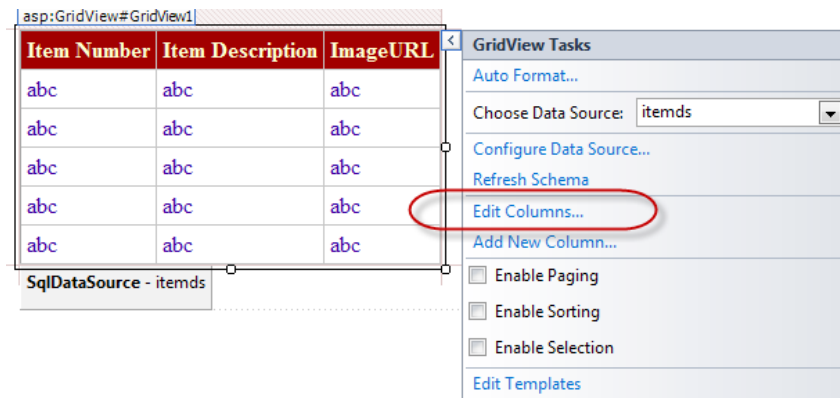 asp:GridView#GridView1
Item Number Item Description ImageURL
abc abc abc
abc abc abc
abc abc abc
abc abc abc
abc abc abc
SqlDataSource - itemds
GridView Tasks
Auto Format...
Choose Data Source: itemds
Configure Data Source...
Refresh Schema
Edit Columns...
Add New Column...
Enable Paging
Enable Sorting
Enable Selection
Edit Templates